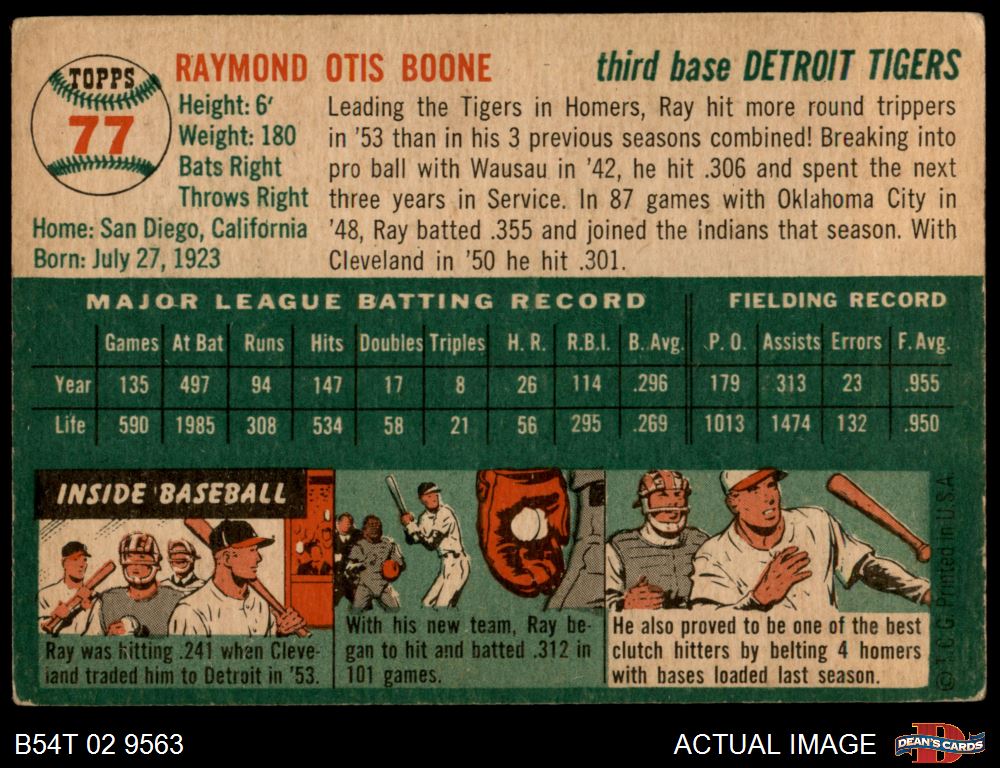 TOPPS
77
RAYMOND OTIS BOONE
third base DETROIT TIGERS
Height: 6'
Weight: 180
Bats Right
Throws Right
Home: San Diego, California
Born: July 27, 1923
Leading the Tigers in Homers, Ray hit more round trippers
in '53 than in his 3 previous seasons combined! Breaking into
pro ball with Wausau in '42, he hit .306 and spent the next
three years in Service. In 87 games with Oklahoma City in
'48, Ray batted .355 and joined the Indians that season. With
Cleveland in '50 he hit .301.
MAJOR LEAGUE BATTING RECORD FIELDING RECORD
Games At Bat Runs Hits Doubles Triples H. R. R.B.I. B. Avg. P. O. Assists Errors F. Avg.
Year 135 497 94 147 17 8 26 114 .296 179 313 23 .955
Life 590 1985 308 534 58 21 56 295 .269 1013 1474 132 .950
INSIDE BASEBALL
Ray was hitting .241 when Cleve-
land traded him to Detroit in '53.
With his new team, Ray be-
gan to hit and batted .312 in
101 games.
He also proved to be one of the best
clutch hitters by belting 4 homers
with bases loaded last season.
© T. C. G. Printed in U.S.A.
B54T 02 9563
ACTUAL IMAGE
DEAN'S CARDS